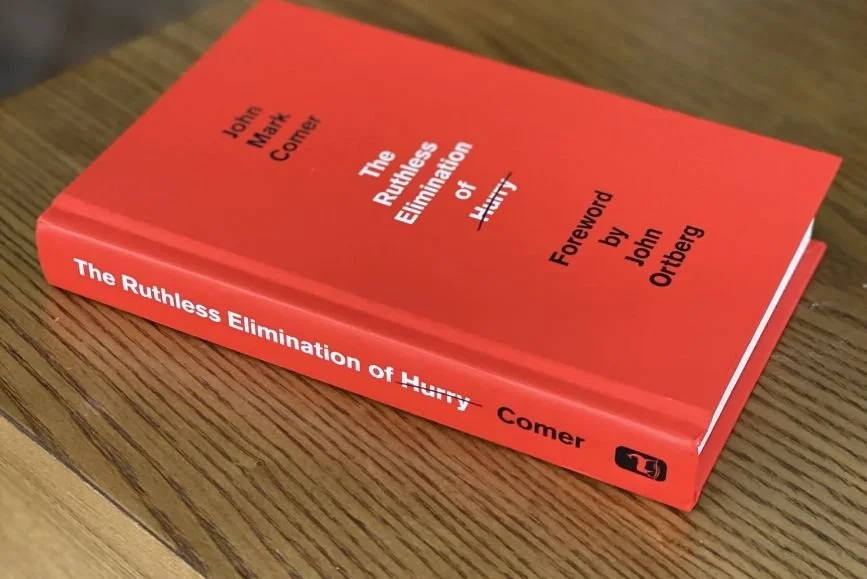 John
Mark
Comer
The
Ruthless
Elimination
of
Hurry
Foreword
by
John
Ortberg
The Ruthless Elimination of Hurry Comer